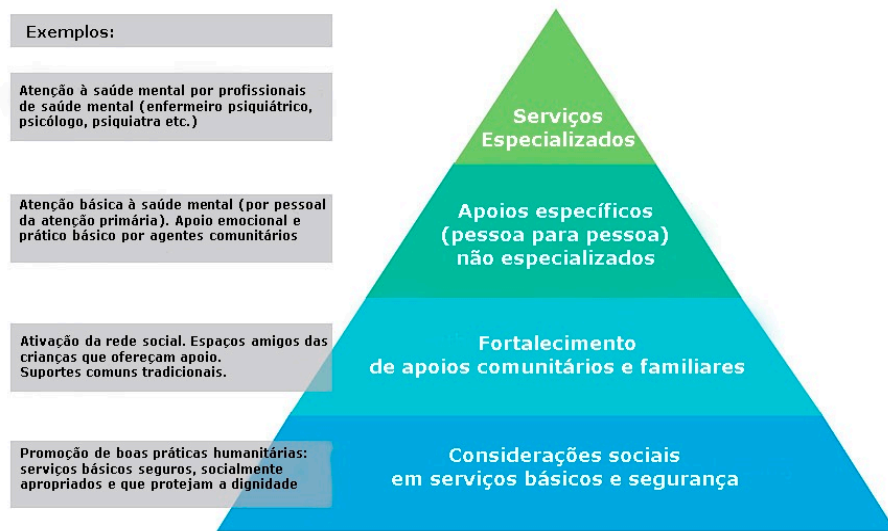 Exemplos:
Atenção à saúde mental por profissionais
de saúde mental (enfermeiro psiquiátrico,
psicólogo, psiquiatra etc.)
Serviços
Especializados
Atenção básica à saúde mental (por pessoal
da atenção primária). Apoio emocional e
prático básico por agentes comunitários
Apoios específicos
(pessoa para pessoa)
não especializados
Ativação da rede social. Espaços amigos das
crianças que ofereçam apoio.
Suportes comuns tradicionais.
Fortalecimento
de apoios comunitários e familiares
Promoção de boas práticas humanitárias:
serviços básicos seguros, socialmente
apropriados e que protejam a dignidade
Considerações sociais
em serviços básicos e segurança